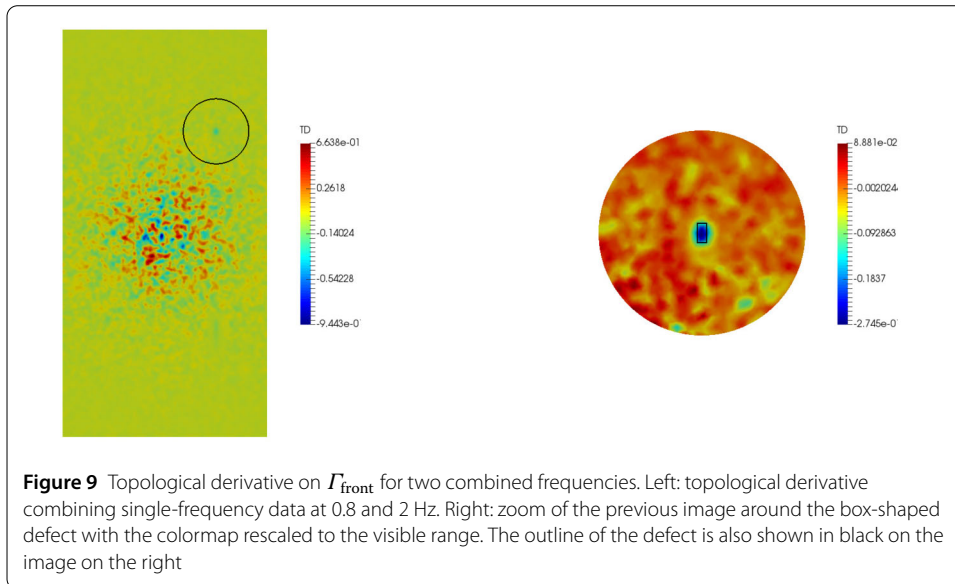 TD
6.638e-01
0.2618
-0.14024
-0.54228
-9.443e-0
TD
8.881e-02
-0.002024
-0.092863
-0.1837
-2.745e-0
Figure 9 Topological derivative on Γfront for two combined frequencies. Left: topological derivative
combining single-frequency data at 0.8 and 2 Hz. Right: zoom of the previous image around the box-shaped
defect with the colormap rescaled to the visible range. The outline of the defect is also shown in black on the
image on the right